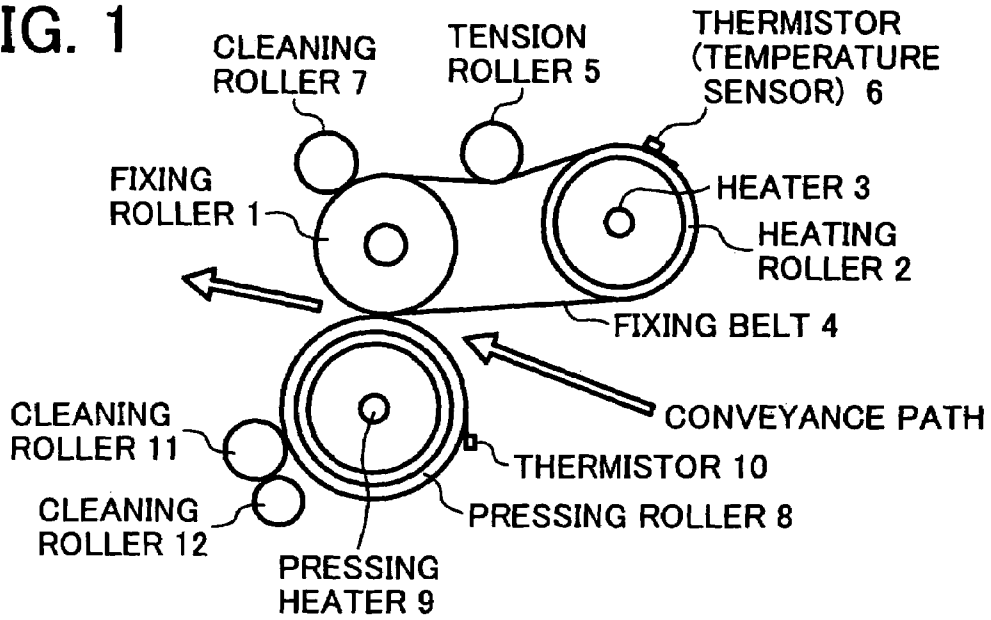 IG. 1
CLEANING
ROLLER 7
TENSION
ROLLER 5
THERMISTOR
(TEMPERATURE
SENSOR) 6
FIXING
ROLLER 1
HEATER 3
HEATING
ROLLER 2
FIXING BELT 4
CONVEYANCE PATH
CLEANING
ROLLER 11
THERMISTOR 10
CLEANING
ROLLER 12
PRESSING ROLLER 8
PRESSING
HEATER 9